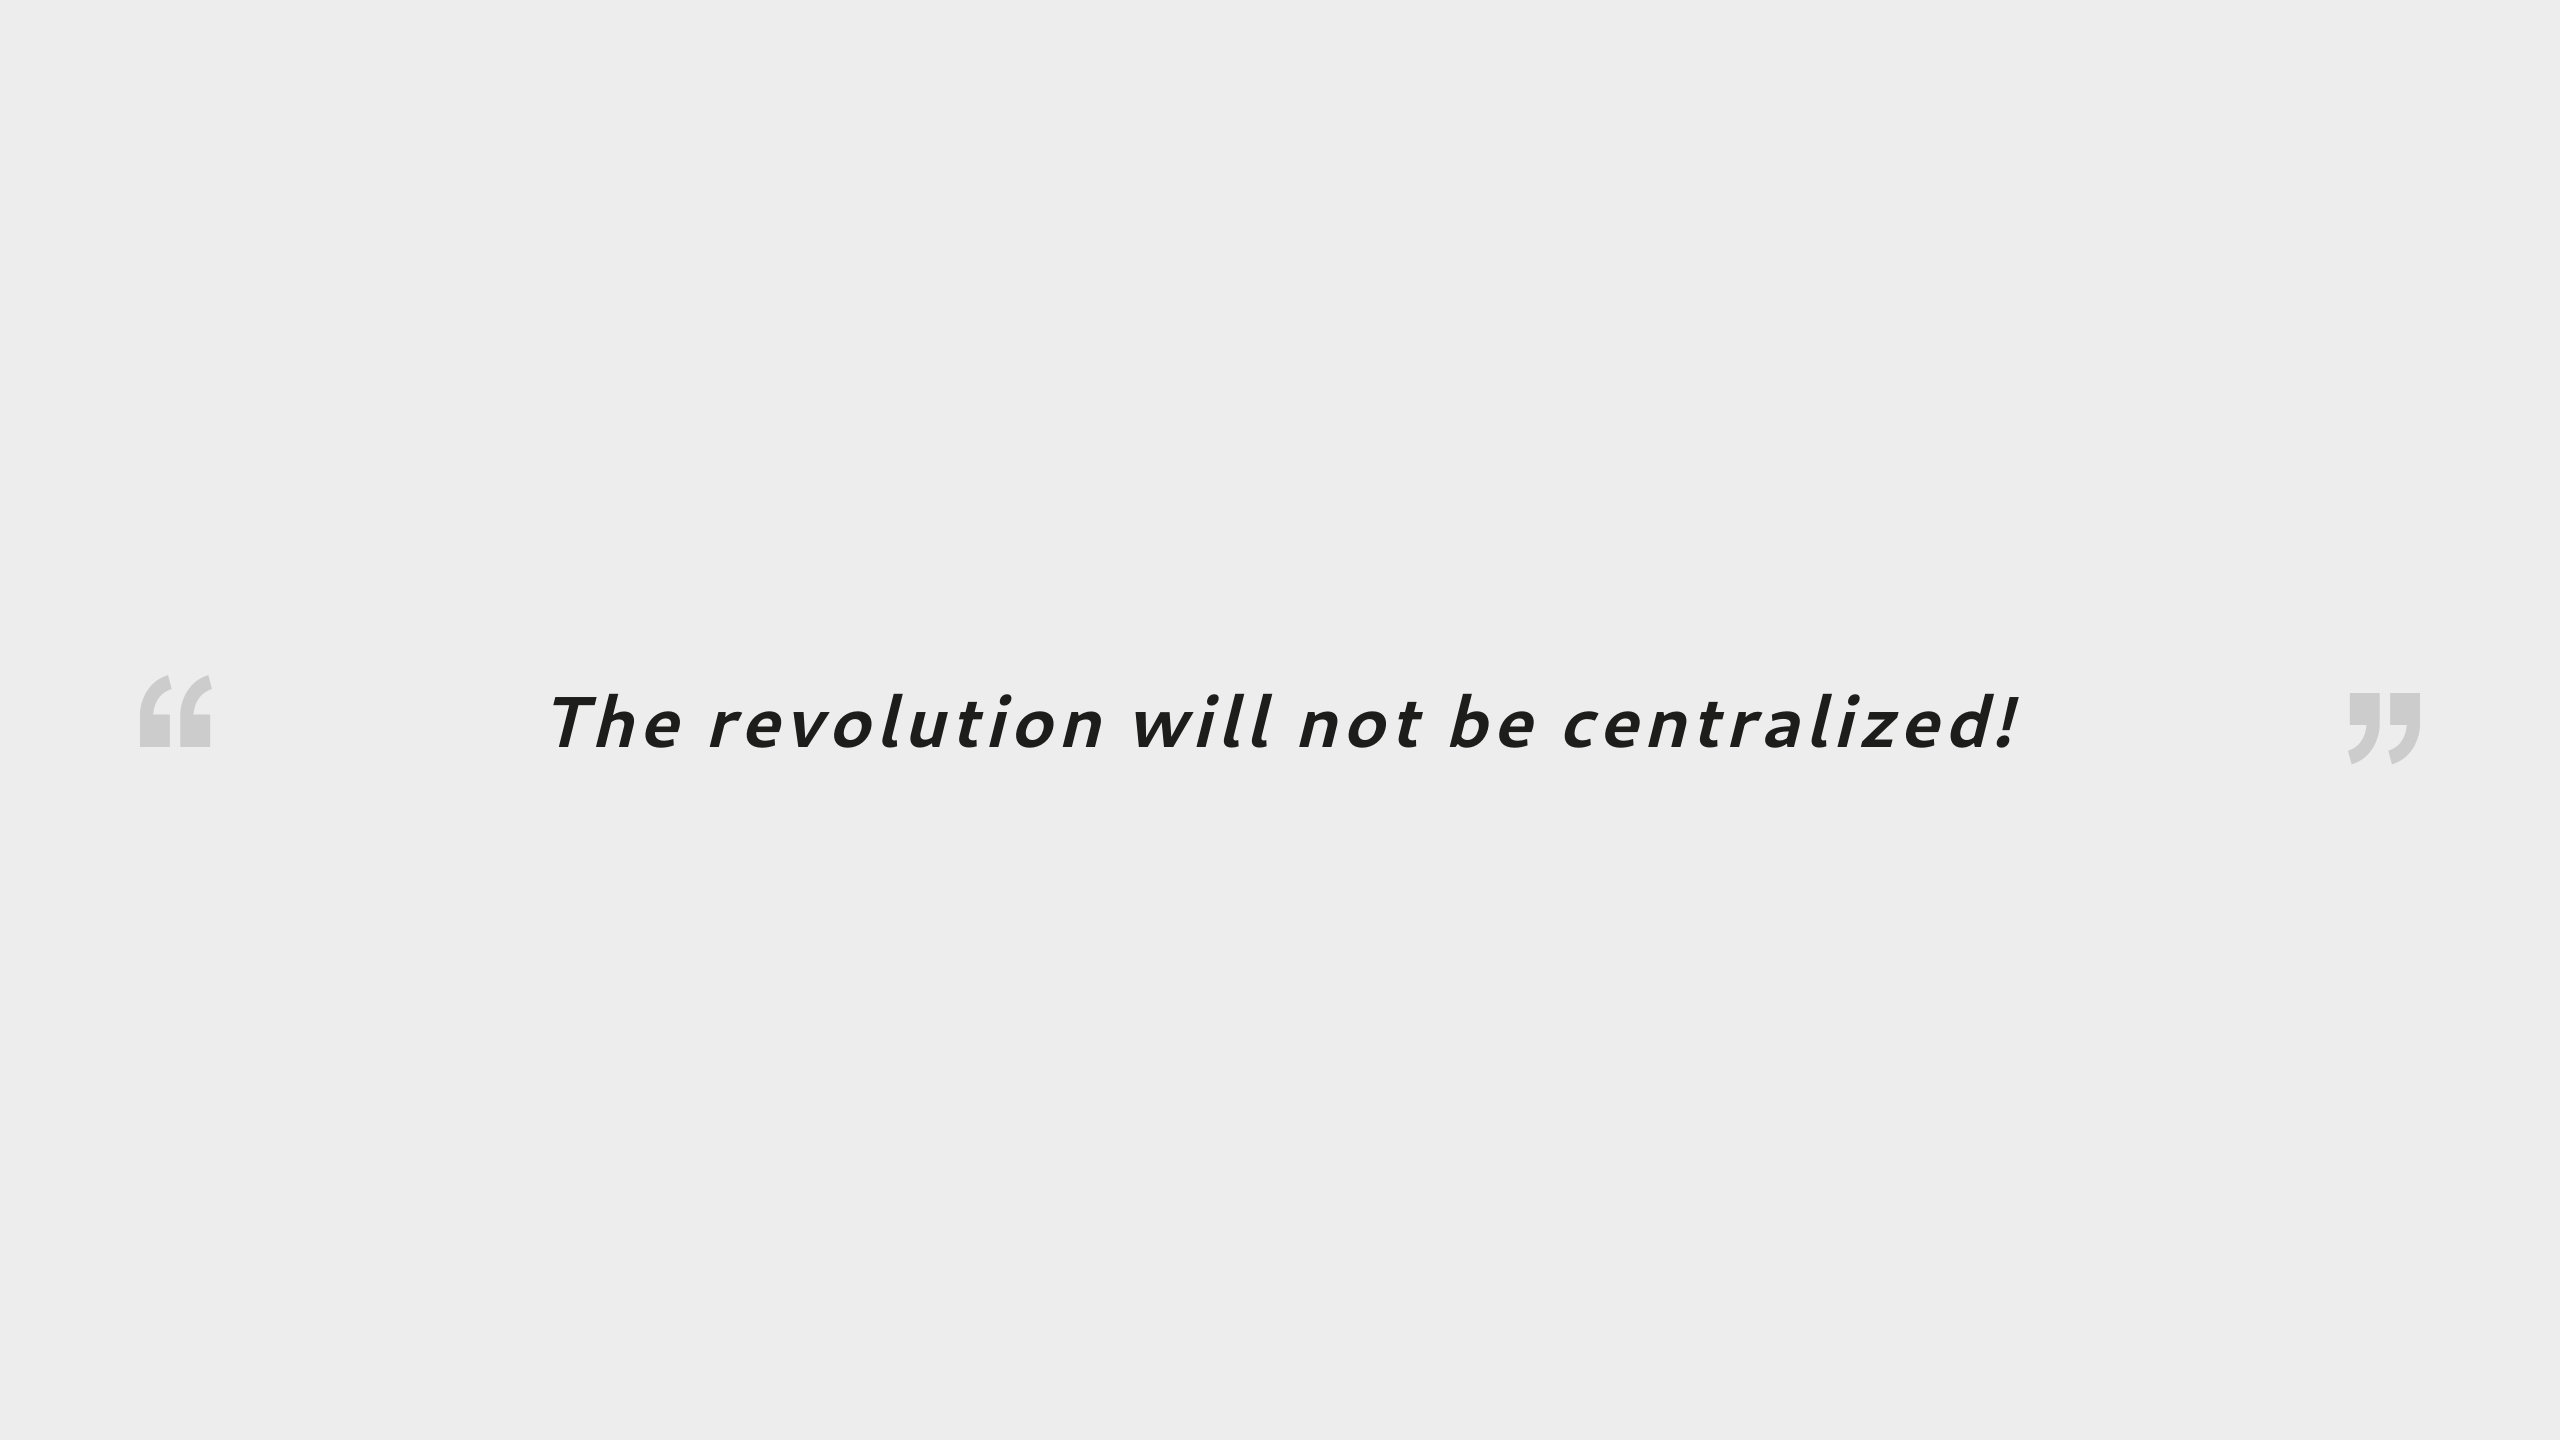 “ The revolution will not be centralized! ”